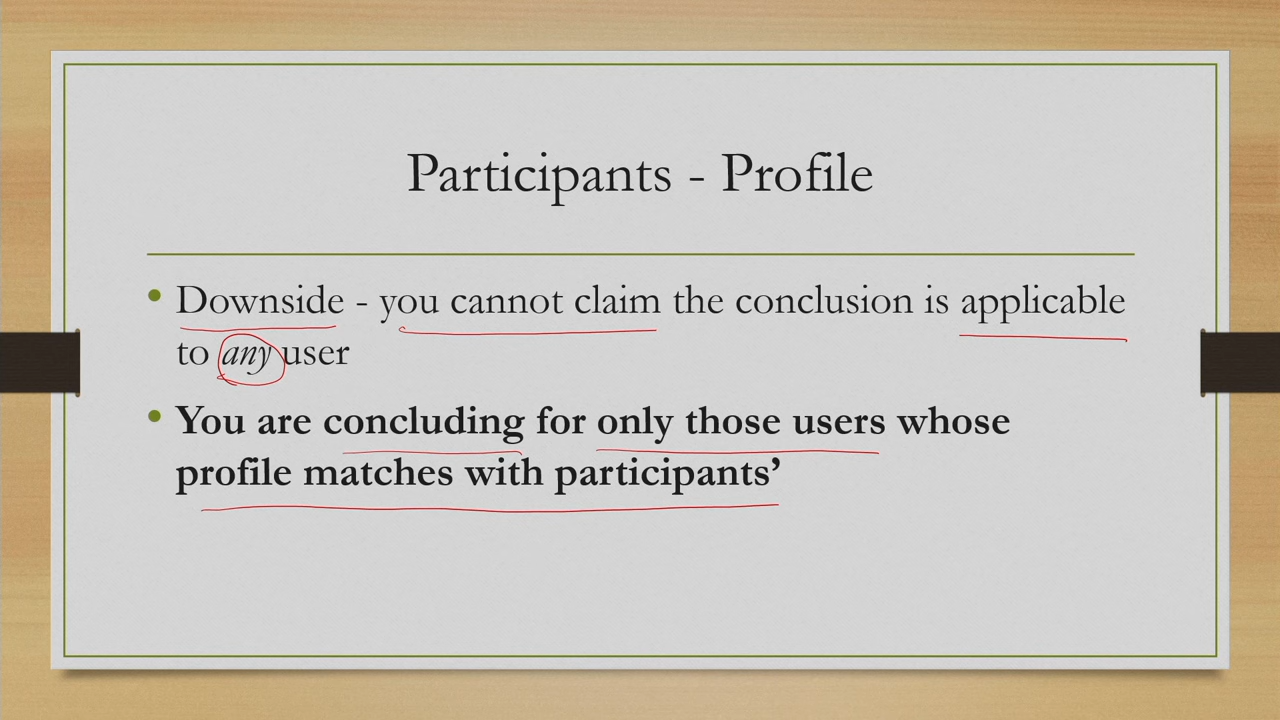 Participants - Profile
• Downside - you cannot claim the conclusion is applicable
to any user
• You are concluding for only those users whose
profile matches with participants’